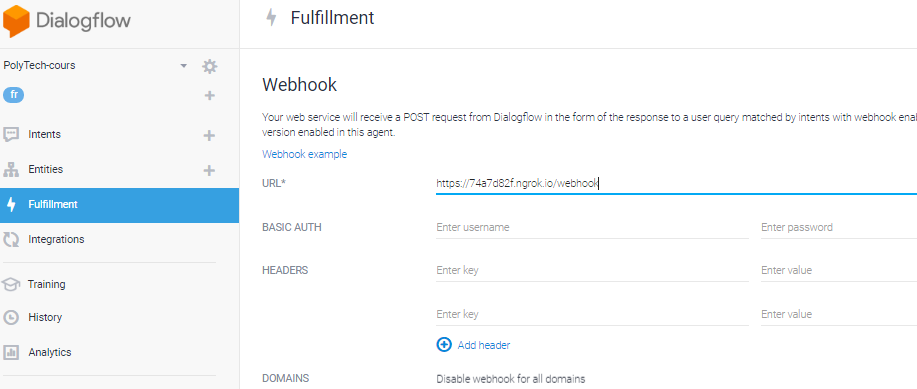 Dialogflow
Fulfillment
PolyTech-cours
fr
Intents
Entities
Fulfillment
Integrations
Training
History
Analytics
Webhook
Your web service will receive a POST request from Dialogflow in the form of the response to a user query matched by intents with webhook
version enabled in this agent.
Webhook example
URL* https://74a7d82f.ngrok.io/webhook
BASIC AUTH Enter username Enter password
HEADERS Enter key Enter value
Enter key Enter value
Add header
DOMAINS Disable webhook for all domains